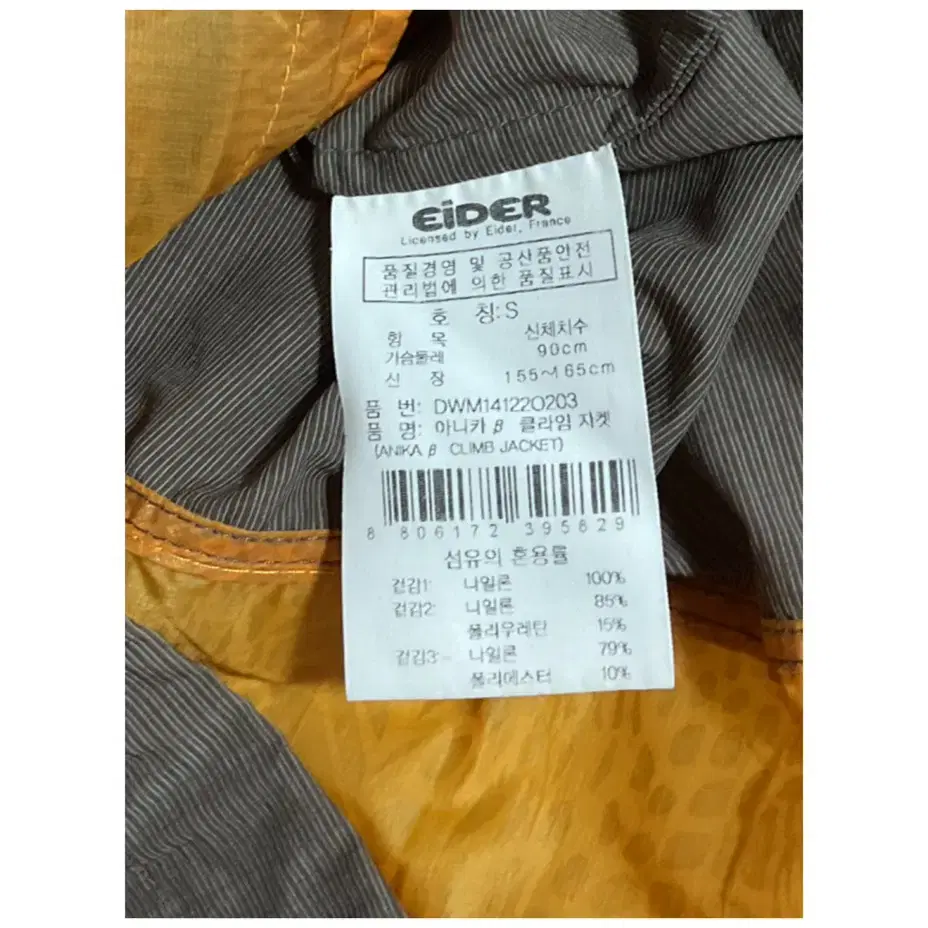 EiDER
Licensed by Eider, France
품질경영 및 공산품안전
관리법에 의한 품질표시
호 칭: S
항 목 신체치수
가슴둘레 90cm
신 장 155~165cm
품 번: DWM14122O203
품 명: 아니카 β 클라임 자켓
(ANIKA β CLIMB JACKET)
8 806172 395829
섬유의 혼용률
겉감1: 나일론 100%
겉감2: 나일론 85%
폴리우레탄 15%
겉감3:- 나일론 79%
폴리에스터 10%